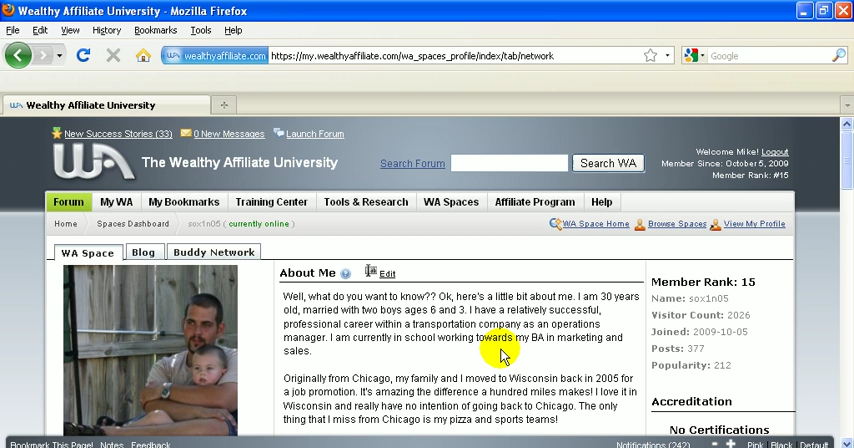 Wealthy Affiliate University - Mozilla Firefox
File Edit View History Bookmarks Tools Help
wealthyaffiliate.com https://my.wealthyaffiliate.com/wa_spaces_profile/index/tab/network Google
Wealthy Affiliate University
New Success Stories (33) 0 New Messages Launch Forum
WA The Wealthy Affiliate University Search Forum Search WA
Welcome Mike! Logout
Member Since: October 5, 2009
Member Rank: #15
Forum My WA My Bookmarks Training Center Tools & Research WA Spaces Affiliate Program Help
Home Spaces Dashboard sox1n05 ( currently online ) WA Space Home Browse Spaces View My Profile
WA Space Blog Buddy Network
About Me Edit
Well, what do you want to know?? Ok, here's a little bit about me. I am 30 years
old, married with two boys ages 6 and 3. I have a relatively successful,
professional career within a transportation company as an operations
manager. I am currently in school working towards my BA in marketing and
sales.
Originally from Chicago, my family and I moved to Wisconsin back in 2005 for
a job promotion. It's amazing the difference a hundred miles makes! I love it in
Wisconsin and really have no intention of going back to Chicago. The only
thing that I miss from Chicago is my pizza and sports teams!
Member Rank: 15
Name: sox1n05
Visitor Count: 2026
Joined: 2009-10-05
Posts: 377
Popularity: 212
Accreditation
No Certifications
Bookmark This Page! Notes Feedback Notifications (242) Pink Black Default